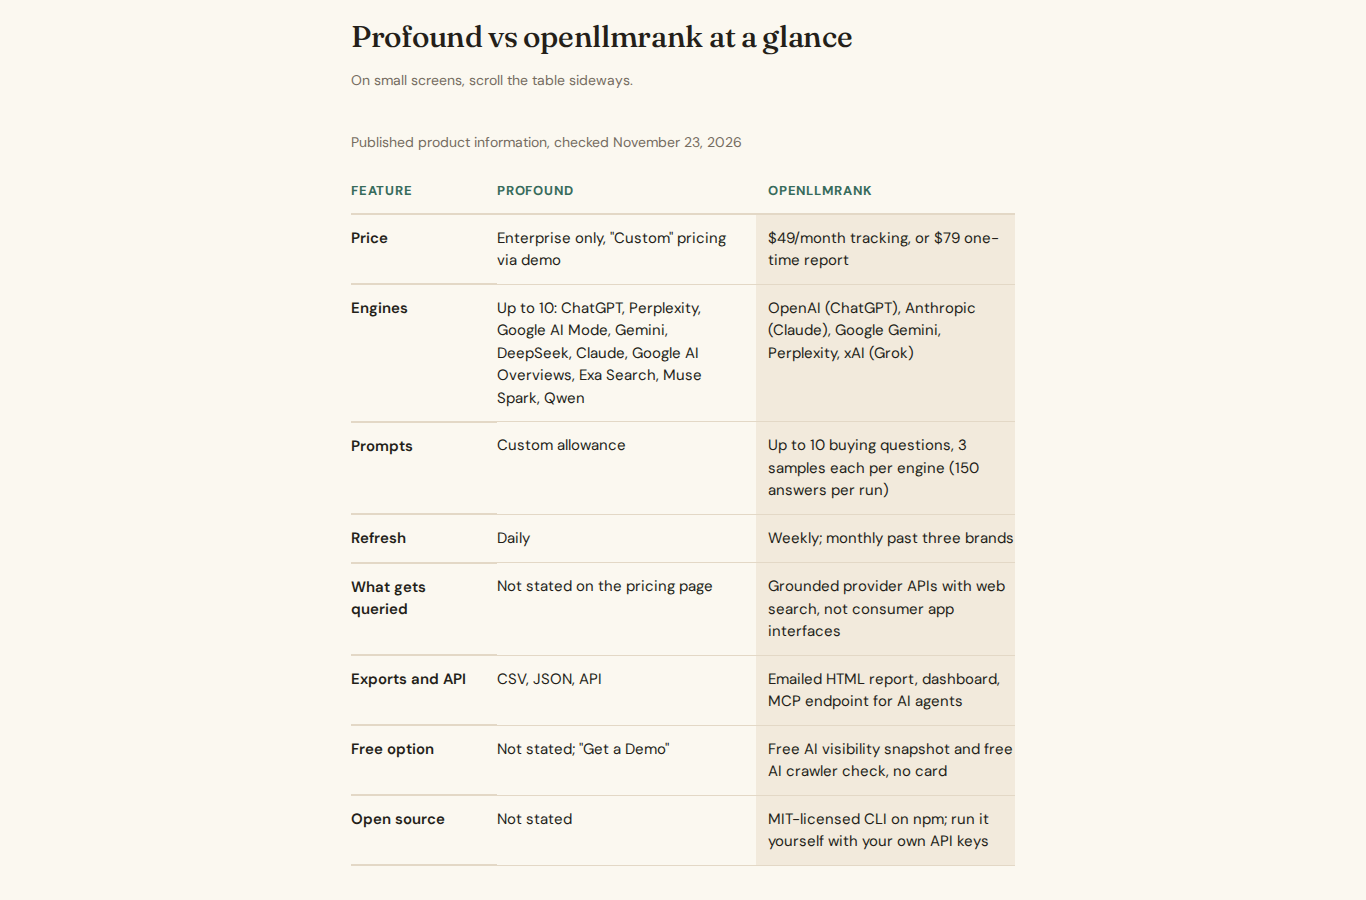 Profound vs openllmrank at a glance
On small screens, scroll the table sideways.
Published product information, checked November 23, 2026
FEATURE
PROFOUND
OPENLLMRANK
Price
Enterprise only, "Custom" pricing
via demo
$49/month tracking, or $79 one-
time report
Engines
Up to 10: ChatGPT, Perplexity,
Google AI Mode, Gemini,
DeepSeek, Claude, Google AI
Overviews, Exa Search, Muse
Spark, Qwen
OpenAI (ChatGPT), Anthropic
(Claude), Google Gemini,
Perplexity, xAI (Grok)
Prompts
Custom allowance
Up to 10 buying questions, 3
samples each per engine (150
answers per run)
Refresh
Daily
Weekly; monthly past three brands
What gets
queried
Not stated on the pricing page
Grounded provider APIs with web
search, not consumer app
interfaces
Exports and API
CSV, JSON, API
Emailed HTML report, dashboard,
MCP endpoint for AI agents
Free option
Not stated; "Get a Demo"
Free AI visibility snapshot and free
AI crawler check, no card
Open source
Not stated
MIT-licensed CLI on npm; run it
yourself with your own API keys